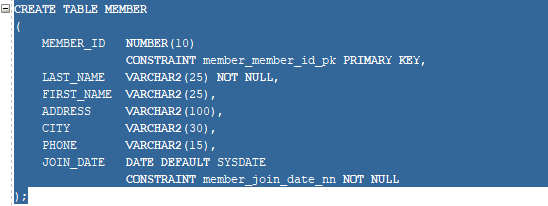 CREATE TABLE MEMBER
(
MEMBER_ID NUMBER(10)
CONSTRAINT member_member_id_pk PRIMARY KEY,
LAST_NAME VARCHAR2(25) NOT NULL,
FIRST_NAME VARCHAR2(25),
ADDRESS VARCHAR2(100),
CITY VARCHAR2(30),
PHONE VARCHAR2(15),
JOIN_DATE DATE DEFAULT SYSDATE
CONSTRAINT member_join_date_nn NOT NULL
);